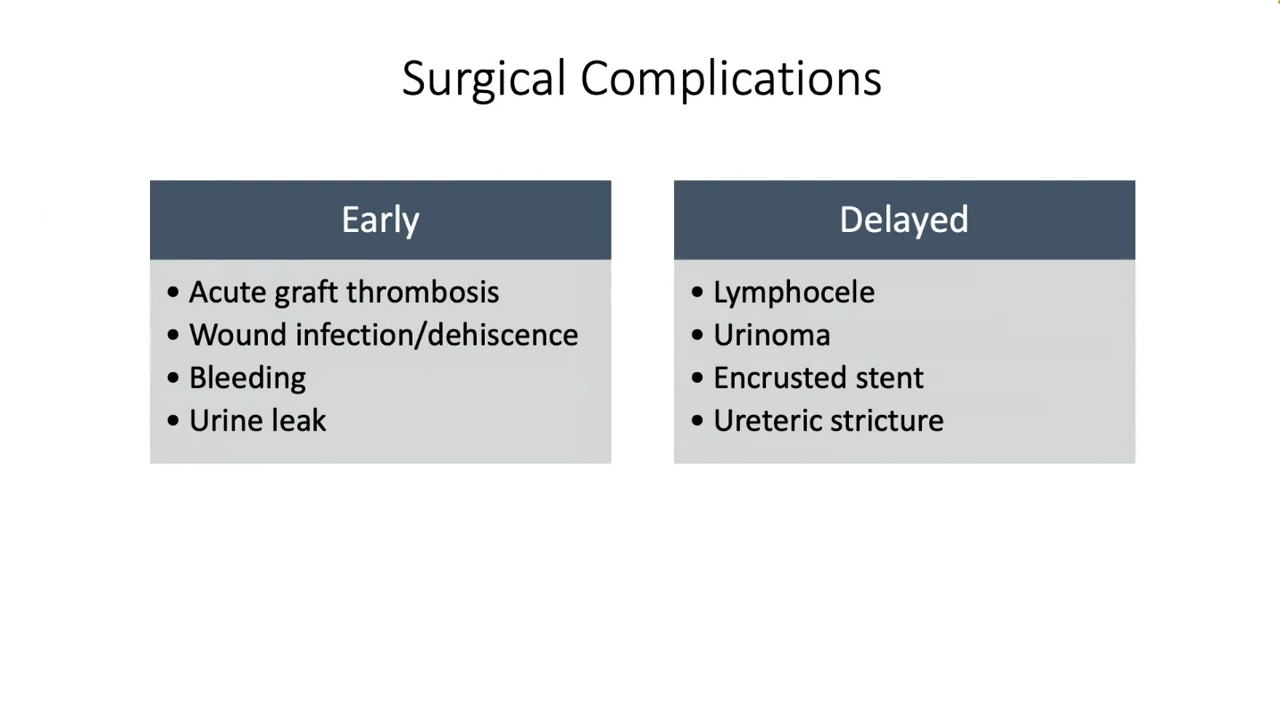 Surgical Complications
Early
• Acute graft thrombosis
• Wound infection/dehiscence
• Bleeding
• Urine leak
Delayed
• Lymphocele
• Urinoma
• Encrusted stent
• Ureteric stricture